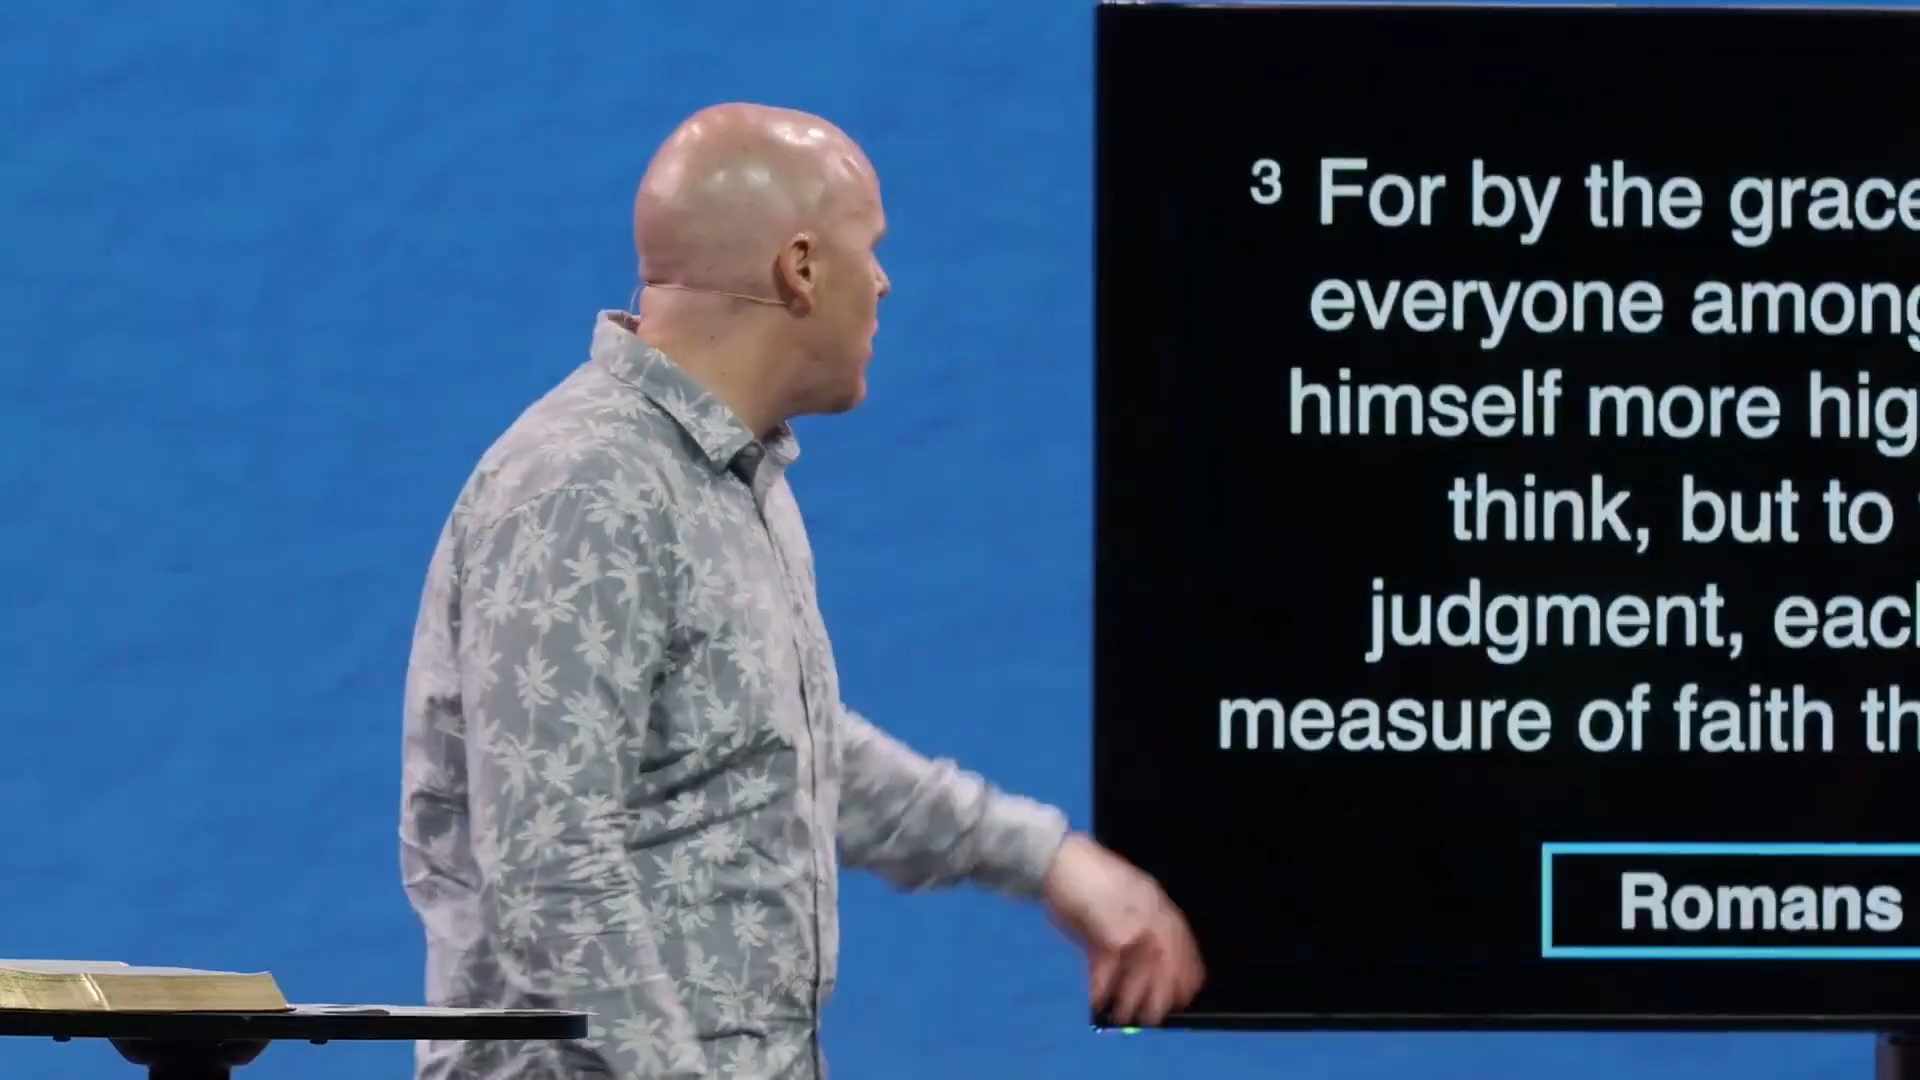 3 For by the grace
everyone among
himself more hig
think, but to
judgment, each
measure of faith th
Romans